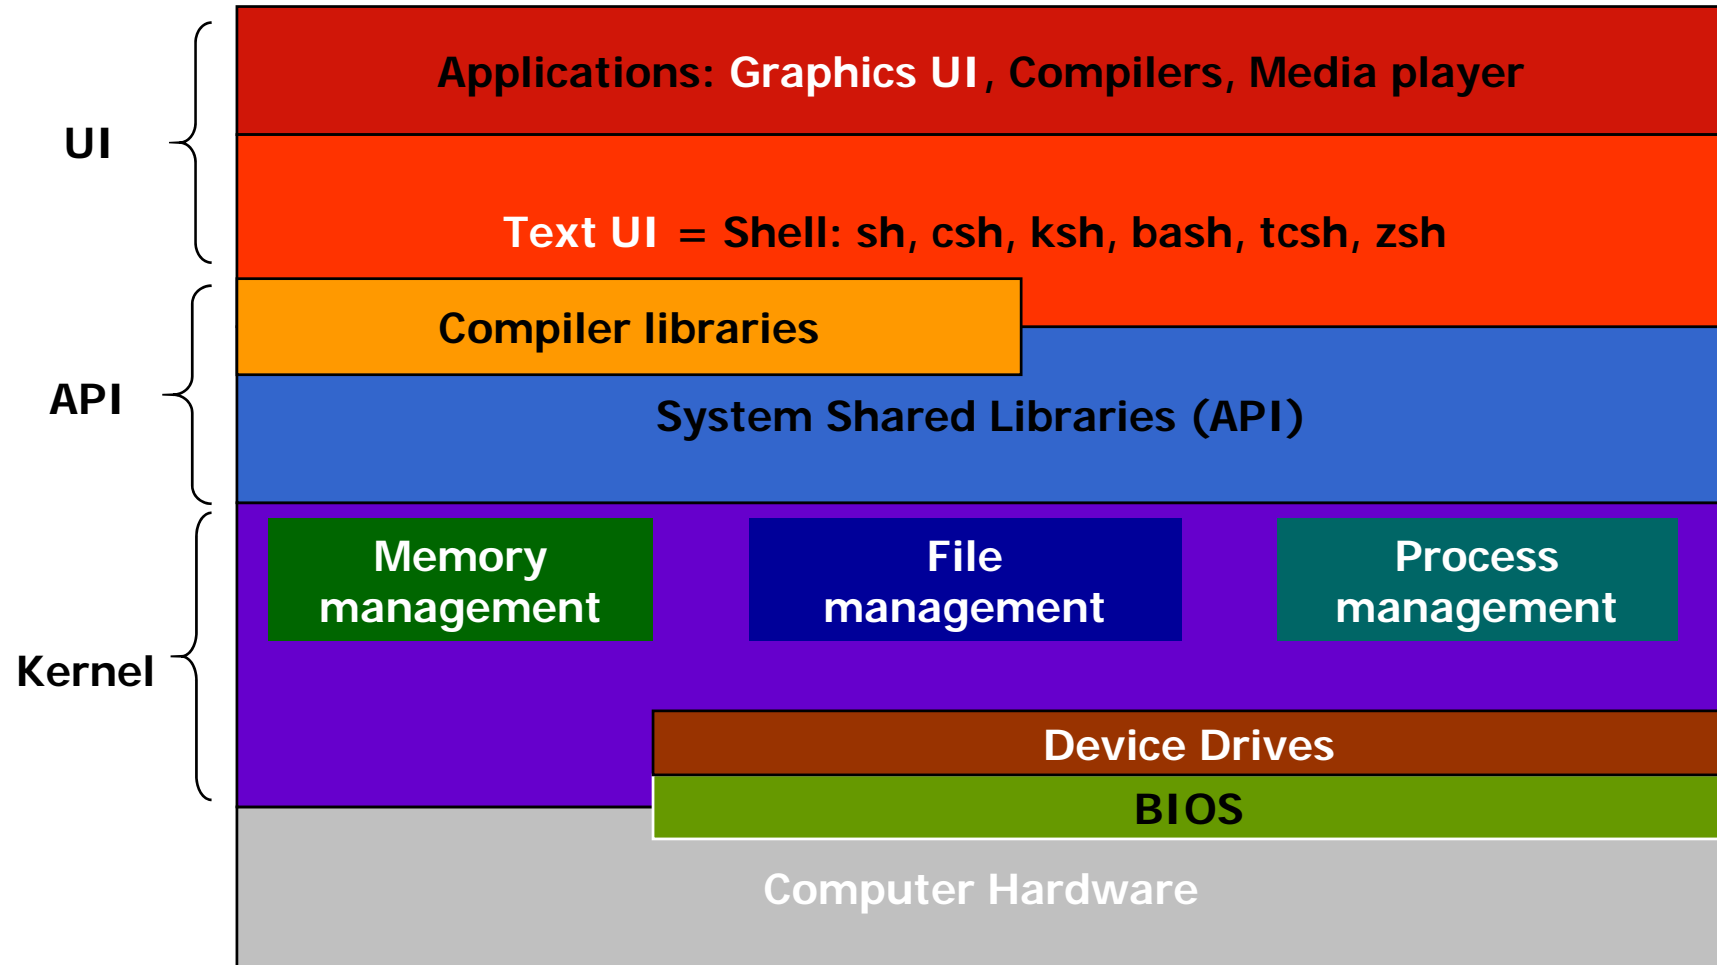 Applications: Graphics UI, Compilers, Media player
UI
Text UI = Shell: sh, csh, ksh, bash, tcsh, zsh
Compiler libraries
API
System Shared Libraries (API)
Memory
management
File
management
Process
management
Kernel
Device Drives
BIOS
Computer Hardware